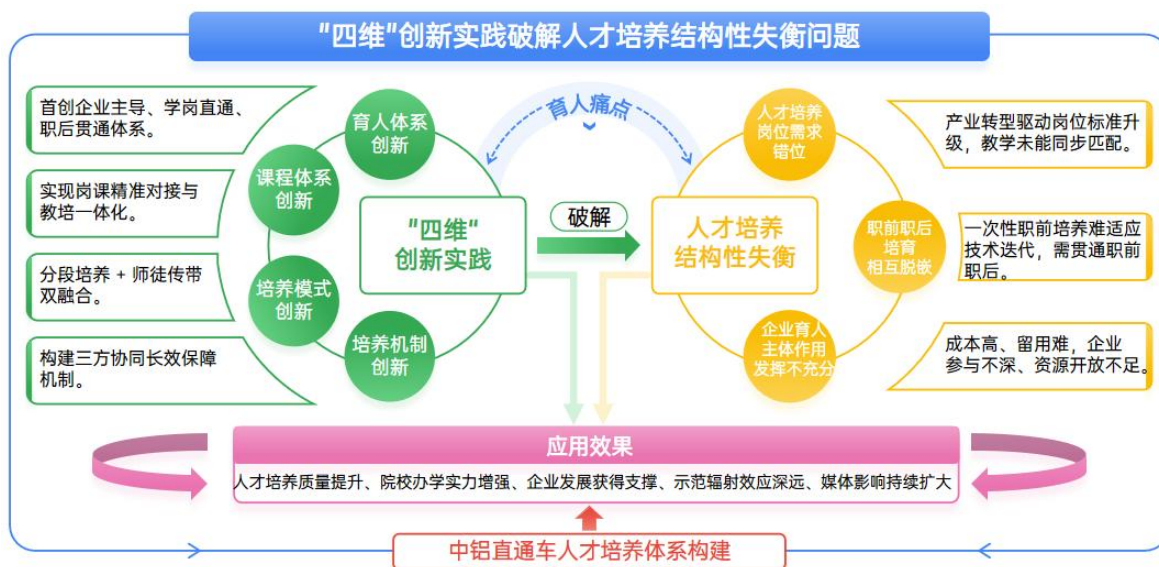 "四维"创新实践破解人才培养结构性失衡问题
首创企业主导、学岗直通、
职后贯通体系。
实现岗课精准对接与
教培一体化。
分段培养 + 师徒传带
双融合。
构建三方协同长效保障
机制。
育人体系
创新
课程体系
创新
培养模式
创新
培养机制
创新
"四维"
创新实践
育人痛点
破解
人才培养
结构性失衡
人才培养
岗位需求
错位
职前职后
培育
相互脱嵌
企业育人
主体作用
发挥不充分
产业转型驱动岗位标准升
级，教学未能同步匹配。
一次性职前培养难适应
技术迭代，需贯通职前
职后。
成本高、留用难，企业
参与不深、资源开放不足。
应用效果
人才培养质量提升、院校办学实力增强、企业发展获得支撑、示范辐射效应深远、媒体影响持续扩大
中铝直通车人才培养体系构建